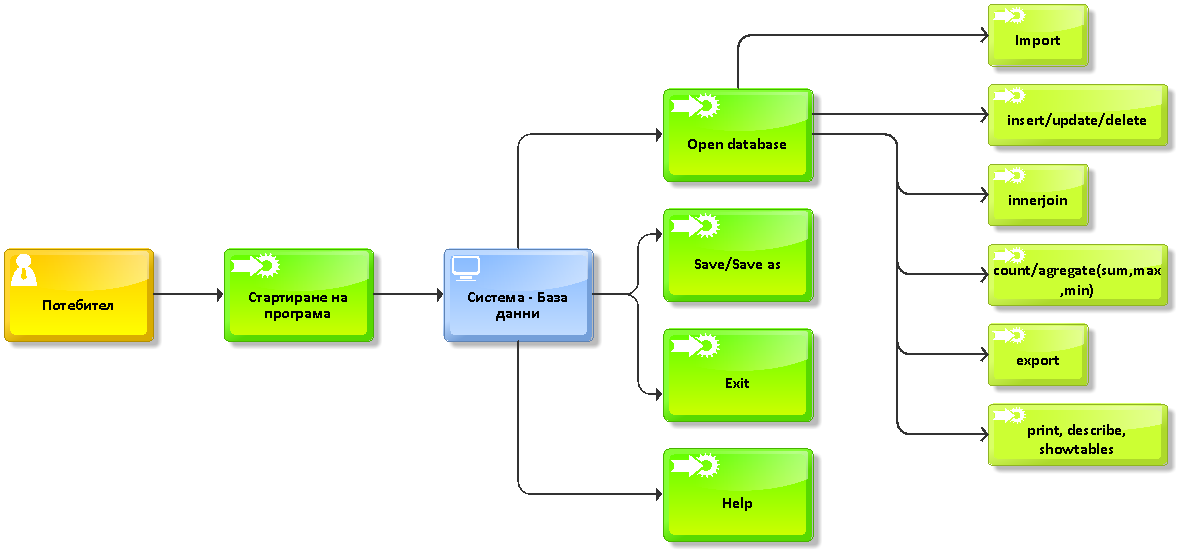 Потебител
Стартиране на
програма
Система - База
данни
Open database
Save/Save as
Exit
Help
Import
insert/update/delete
innerjoin
count/agregate(sum,max
,min)
export
print, describe,
showtables